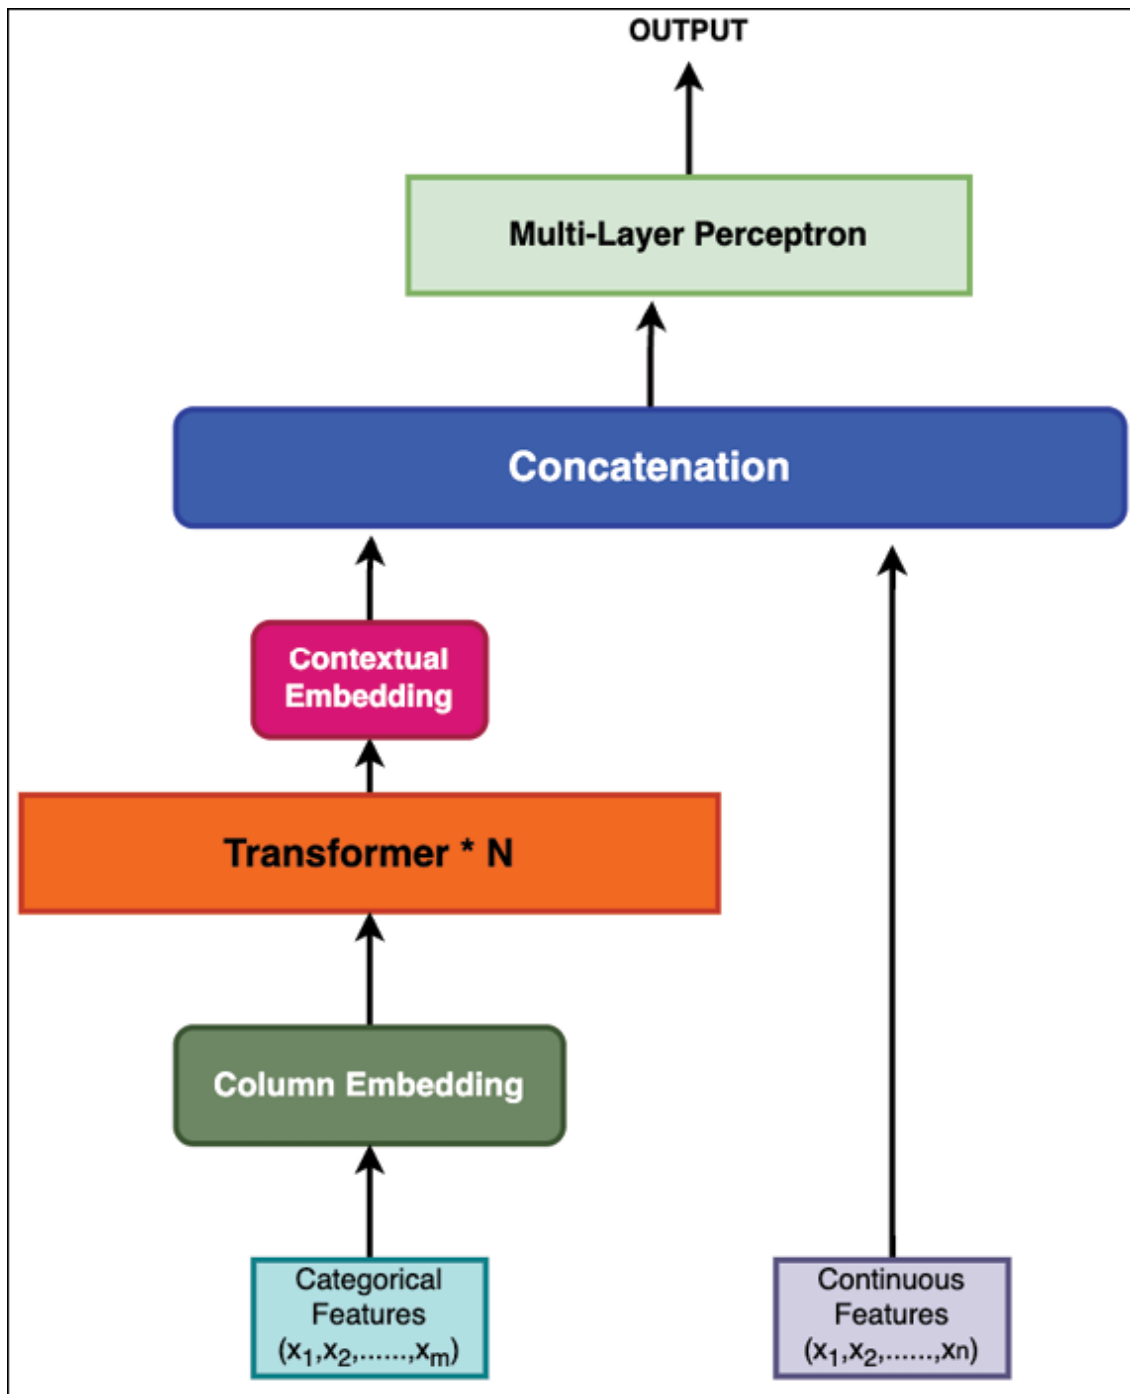 OUTPUT
Multi-Layer Perceptron
Concatenation
Contextual
Embedding
Transformer * N
Column Embedding
Categorical
Features
(x₁,x₂,......,xₘ)
Continuous
Features
(x₁,x₂,......,xn)